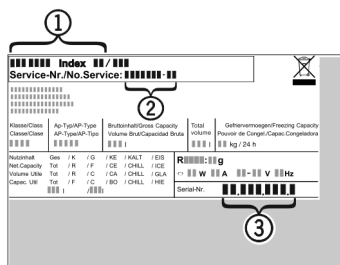 1
Index /
Service-Nr./No.Service: -
2
Klasse/Class Ap-Typ/AP-Type Bruttoinhalt/Gross Capacity Total Gefriervermoegen/Freezing Capacity
Classe/Clase AP-Type/AP-Tipo Volume Brut/Capacidad Bruta volume Pouvoir de Congel./Capac.Congeladora
l l kg / 24 h
Nutzinhalt Ges / K / G / KE / KALT / EIS
Net.Capacity Tot / R / F / CE / CHILL / ICE
Volume Utile Tot / R / C / CA / CHILL / GLA
Capec. Util Tot / F / C / BO / CHILL / HIE
l / l
R : g
W A - V Hz
Serial-Nr. . . .
3